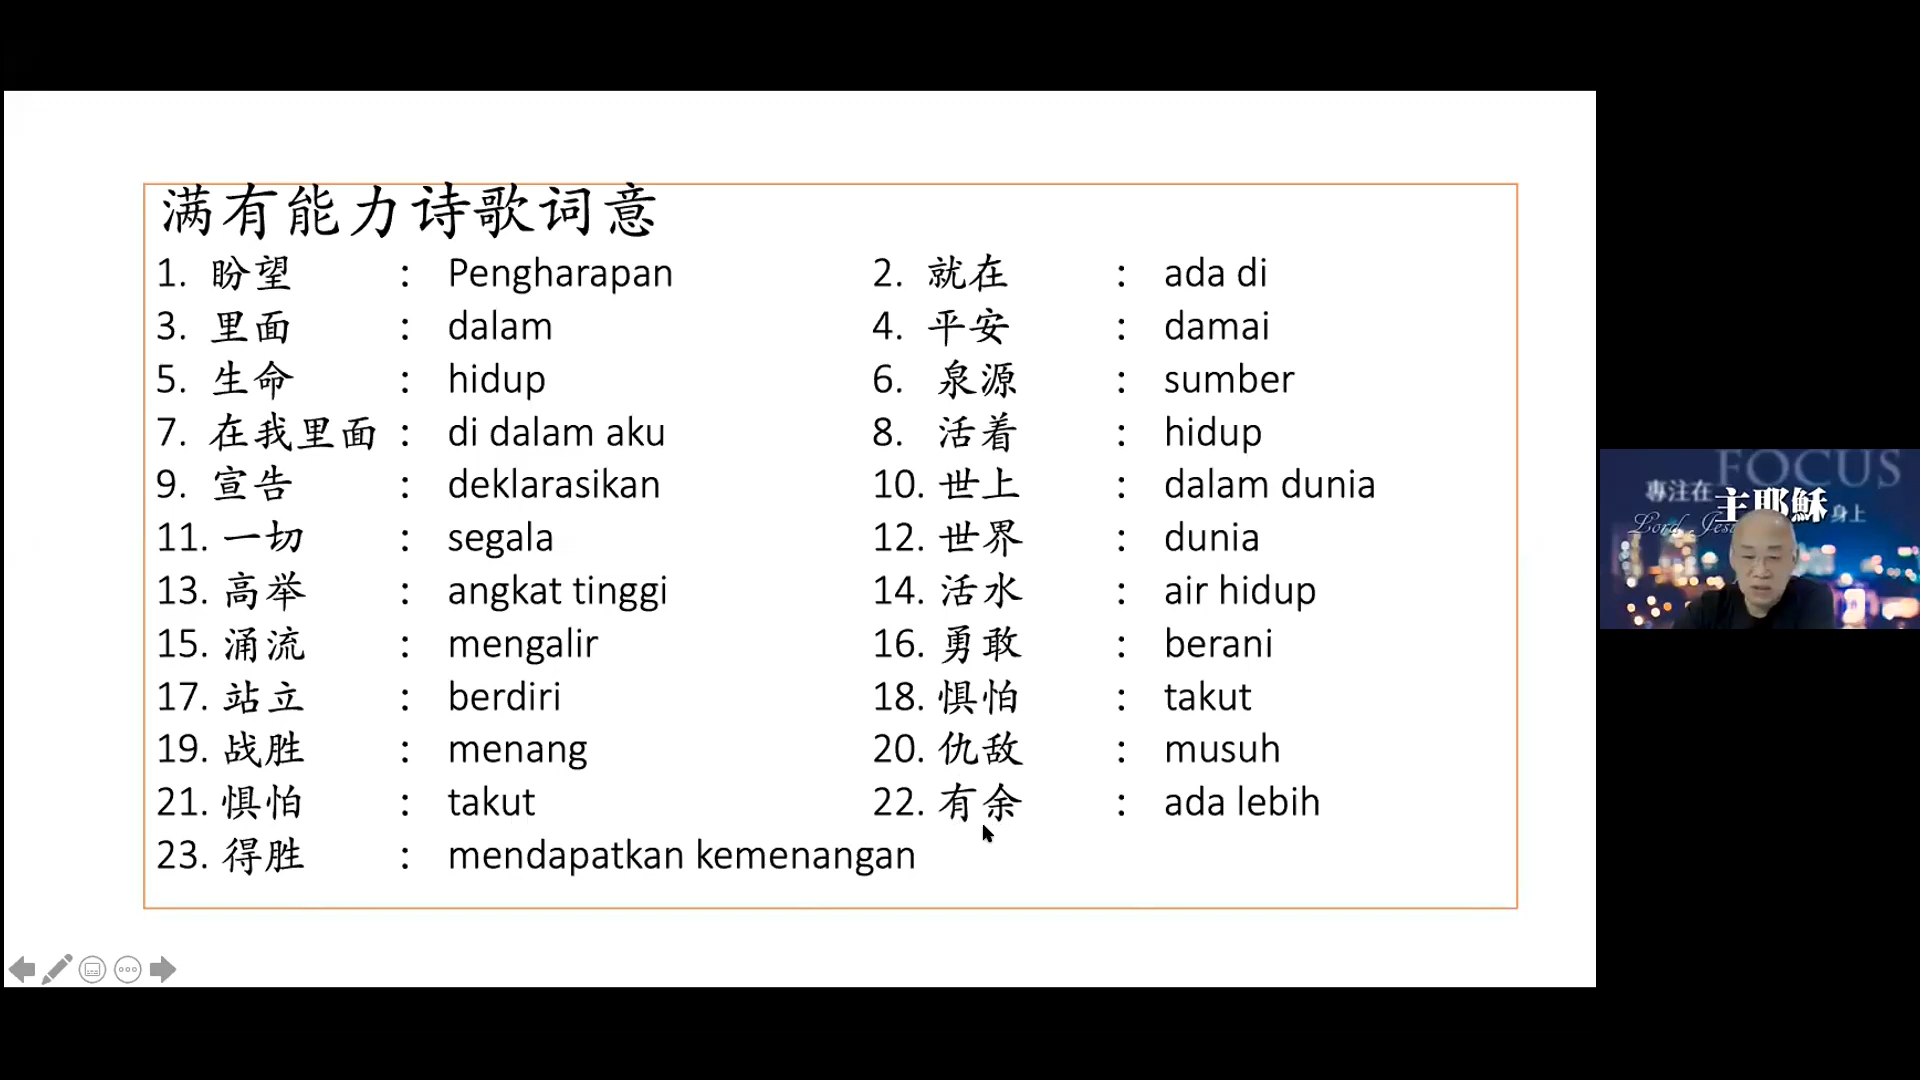 满有能力诗歌词意
1. 盼望 : Pengharapan 2. 就在 : ada di
3. 里面 : dalam 4. 平安 : damai
5. 生命 : hidup 6. 泉源 : sumber
7. 在我里面 : di dalam aku 8. 活着 : hidup
9. 宣告 : deklarasikan 10. 世上 : dalam dunia
11. 一切 : segala 12. 世界 : dunia
13. 高举 : angkat tinggi 14. 活水 : air hidup
15. 涌流 : mengalir 16. 勇敢 : berani
17. 站立 : berdiri 18. 惧怕 : takut
19. 战胜 : menang 20. 仇敌 : musuh
21. 惧怕 : takut 22. 有余 : ada lebih
23. 得胜 : mendapatkan kemenangan
FOCUS
專注在主耶穌身上
Lord